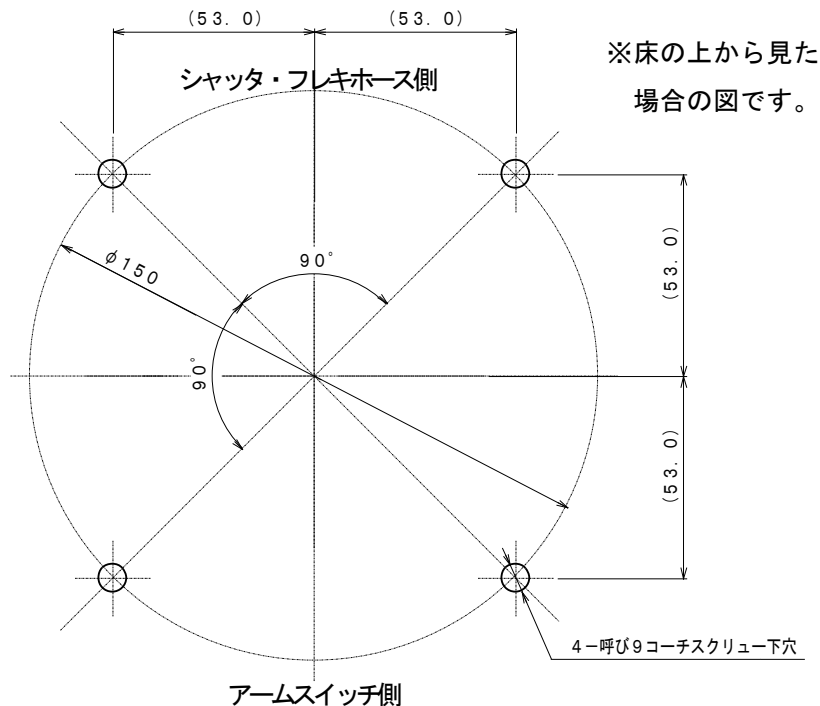 (53.0)
(53.0)
※床の上から見た
場合の図です。
シャッタ・フレキホース側
(53.0)
φ150
90°
90°
(53.0)
4−呼び9コーチスクリュー下穴
アームスイッチ側